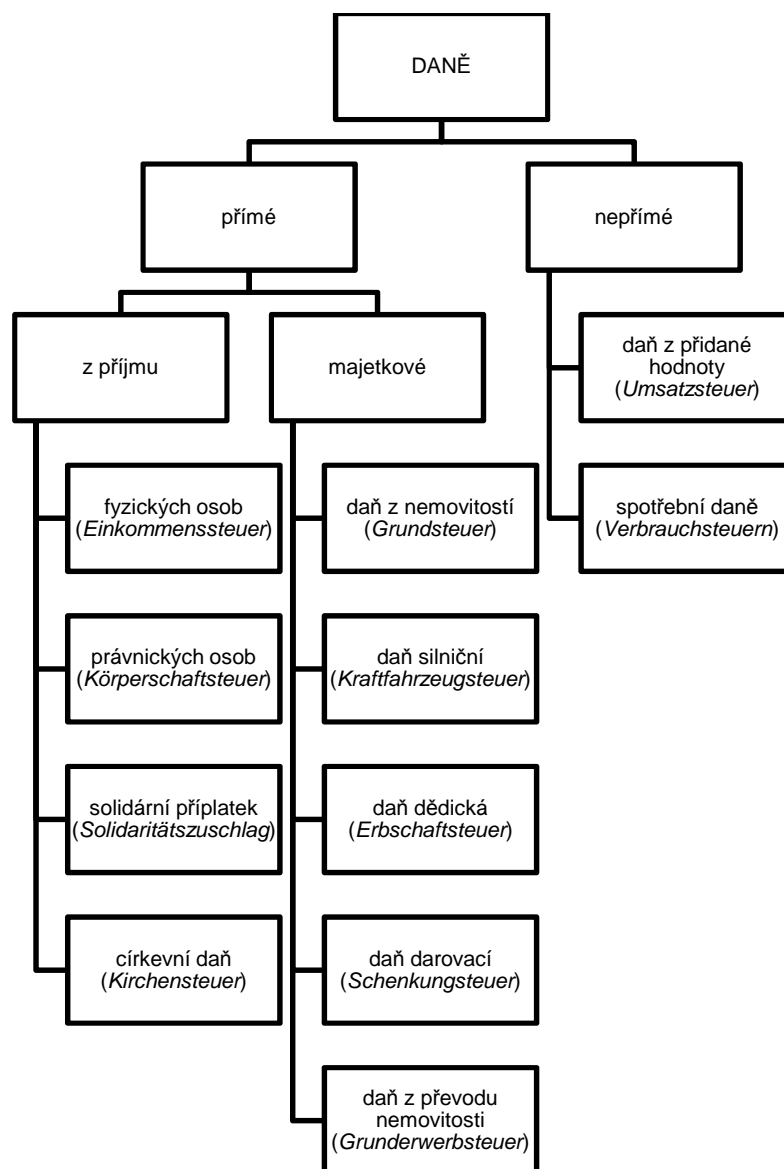 DANĚ
přímé
nepřímé
z příjmu
majetkové
daň z přidané
hodnoty
(Umsatzsteuer)
fyzických osob
(Einkommenssteuer)
daň z nemovitostí
(Grundsteuer)
spotřební daně
(Verbrauchsteuern)
právnických osob
(Körperschaftsteuer)
daň silniční
(Kraftfahrzeugsteuer)
solidární příplatek
(Solidaritätszuschlag)
daň dědická
(Erbschaftsteuer)
církevní daň
(Kirchensteuer)
daň darovací
(Schenkungsteuer)
daň z převodu
nemovitosti
(Grunderwerbsteuer)